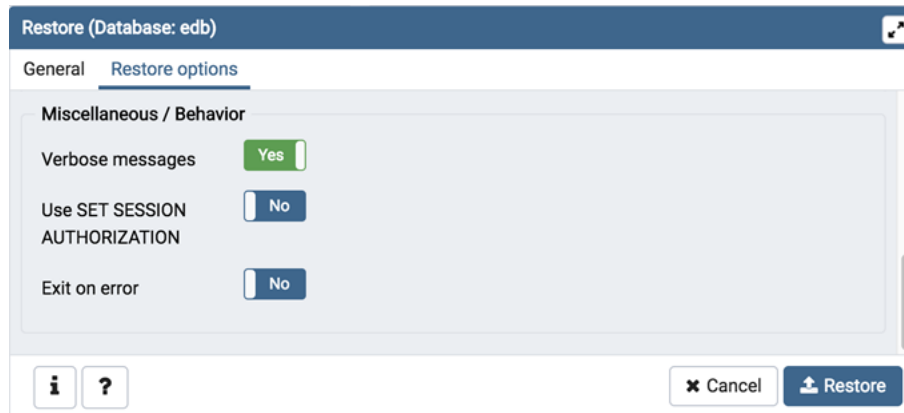 Restore (Database: edb)
General Restore options
Miscellaneous / Behavior
Verbose messages Yes
Use SET SESSION No
AUTHORIZATION
Exit on error No
i ? Cancel Restore